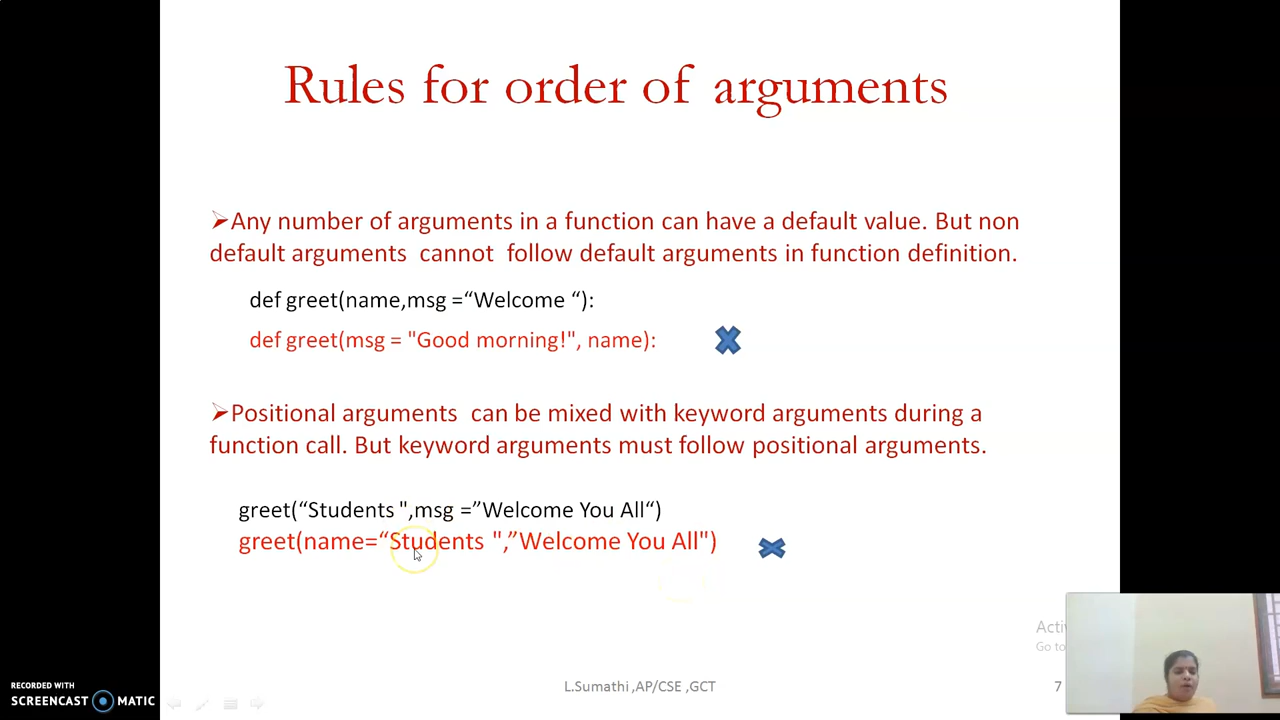 Rules for order of arguments
➢Any number of arguments in a function can have a default value. But non
default arguments cannot follow default arguments in function definition.
def greet(name,msg =“Welcome “):
def greet(msg = "Good morning!", name):
➢Positional arguments can be mixed with keyword arguments during a
function call. But keyword arguments must follow positional arguments.
greet(“Students ",msg =”Welcome You All“)
greet(name=“Students ",”Welcome You All")
Go to
L.Sumathi ,AP/CSE ,GCT
7
RECORDED WITH
SCREENCAST MATIC